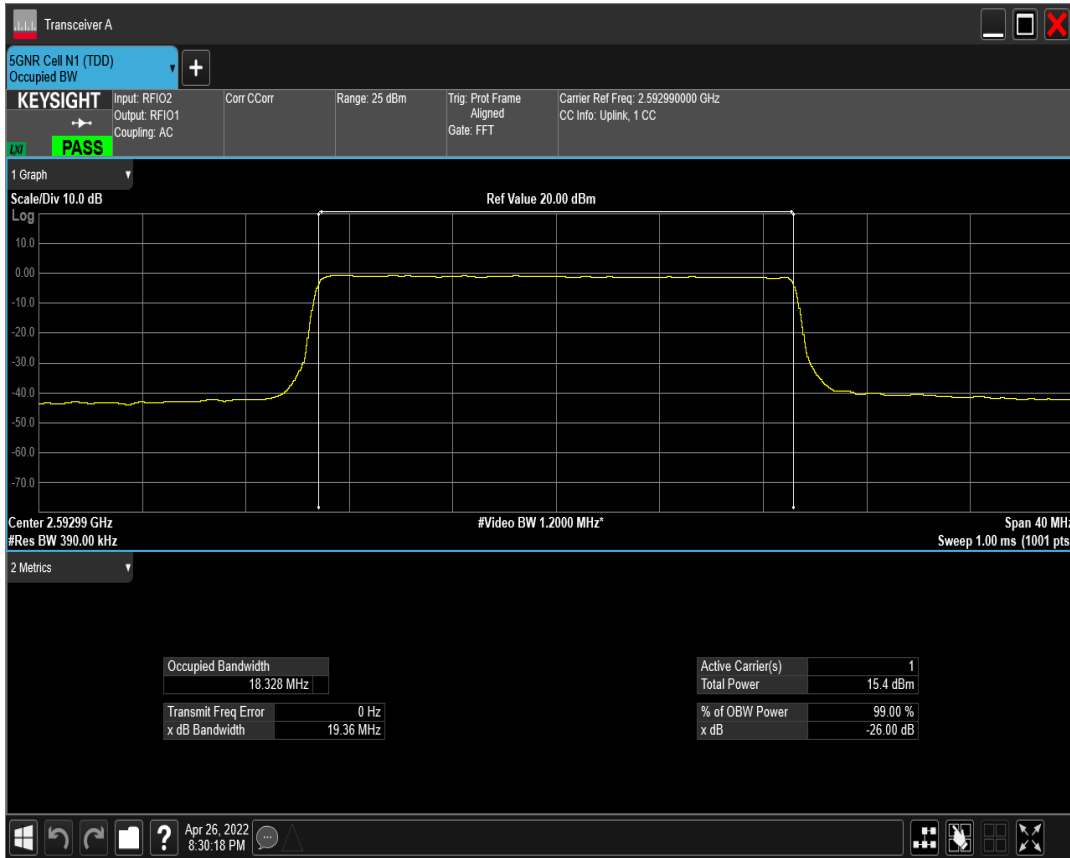 Transceiver A
5GNR Cell N1 (TDD)
Occupied BW
+
KEYSIGHT
LXI
PASS
Input: RFIO2
Output: RFIO1
Coupling: AC
Corr CCorr
Range: 25 dBm
Trig: Prot Frame
Aligned
Gate: FFT
Carrier Ref Freq: 2.592990000 GHz
CC Info: Uplink, 1 CC
1 Graph
Scale/Div 10.0 dB
Ref Value 20.00 dBm
Log
10.0
0.00
-10.0
-20.0
-30.0
-40.0
-50.0
-60.0
-70.0
Center 2.59299 GHz
#Video BW 1.2000 MHz*
Span 40 MHz
#Res BW 390.00 kHz
Sweep 1.00 ms (1001 pts
2 Metrics
Occupied Bandwidth
18.328 MHz
Transmit Freq Error 0 Hz
x dB Bandwidth 19.36 MHz
Active Carrier(s) 1
Total Power 15.4 dBm
% of OBW Power 99.00 %
x dB -26.00 dB
?
Apr 26, 2022
8:30:18 PM